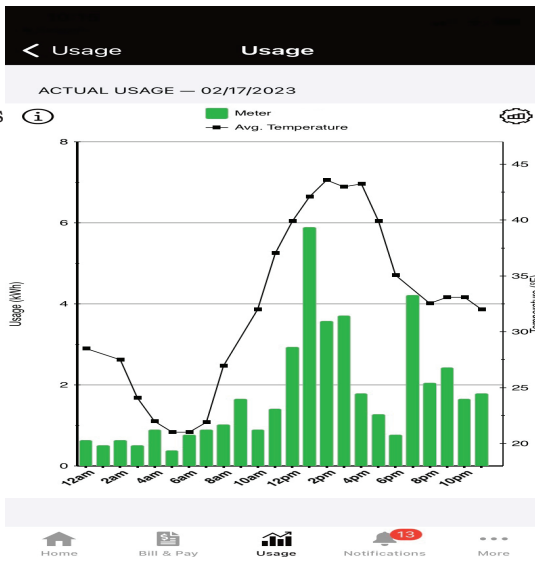 < Usage Usage
ACTUAL USAGE — 02/17/2023
s i Meter
Avg. Temperature
Usage (kWh)
8
6
4
2
0
45
40
35
30
25
20
Temperature (°F)
12am 2am 4am 6am 8am 10am 12pm 2pm 4pm 6pm 8pm 10pm
13
Home Bill & Pay Usage Notifications More